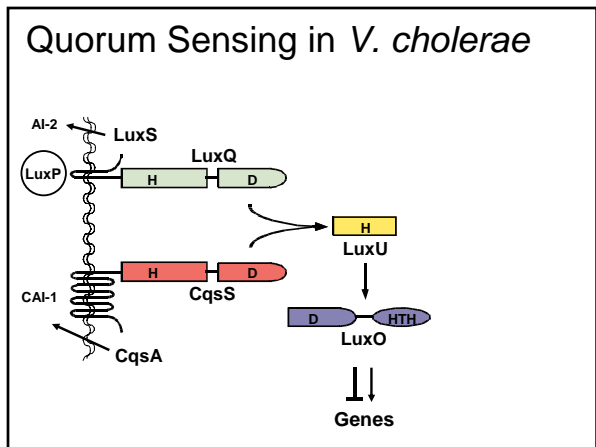 Quorum Sensing in V. cholerae
AI-2
LuxS
LuxQ
LuxP
H
D
H
LuxU
H
D
CqsS
CAI-1
CqsA
D
HTH
LuxO
Genes